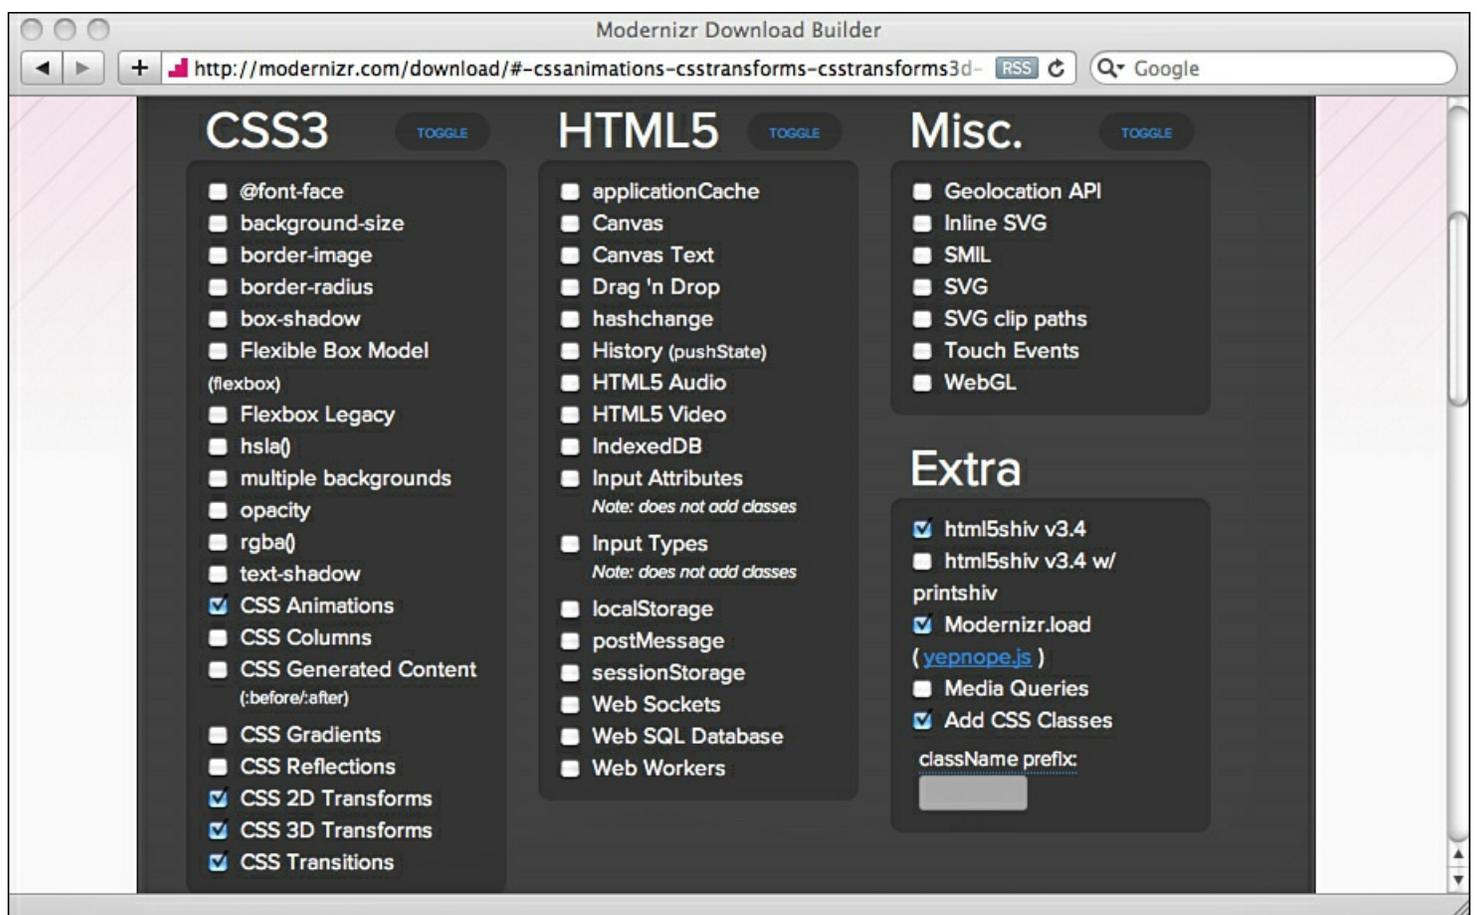 Modernizr Download Builder
http://modernizr.com/download/#-cssanimations-csstransforms-csstransforms3d- RSS
Google
CSS3 TOGGLE
@font-face
background-size
border-image
border-radius
box-shadow
Flexible Box Model
(flexbox)
Flexbox Legacy
hsla()
multiple backgrounds
opacity
rgba()
text-shadow
CSS Animations
CSS Columns
CSS Generated Content
(:before/:after)
CSS Gradients
CSS Reflections
CSS 2D Transforms
CSS 3D Transforms
CSS Transitions
HTML5 TOGGLE
applicationCache
Canvas
Canvas Text
Drag 'n Drop
hashchange
History (pushState)
HTML5 Audio
HTML5 Video
IndexedDB
Input Attributes
Note: does not add classes
Input Types
Note: does not add classes
localStorage
postMessage
sessionStorage
Web Sockets
Web SQL Database
Web Workers
Misc. TOGGLE
Geolocation API
Inline SVG
SMIL
SVG
SVG clip paths
Touch Events
WebGL
Extra
html5shiv v3.4
html5shiv v3.4 w/
printshiv
Modernizr.load
(yepnope.js)
Media Queries
Add CSS Classes
className prefix: